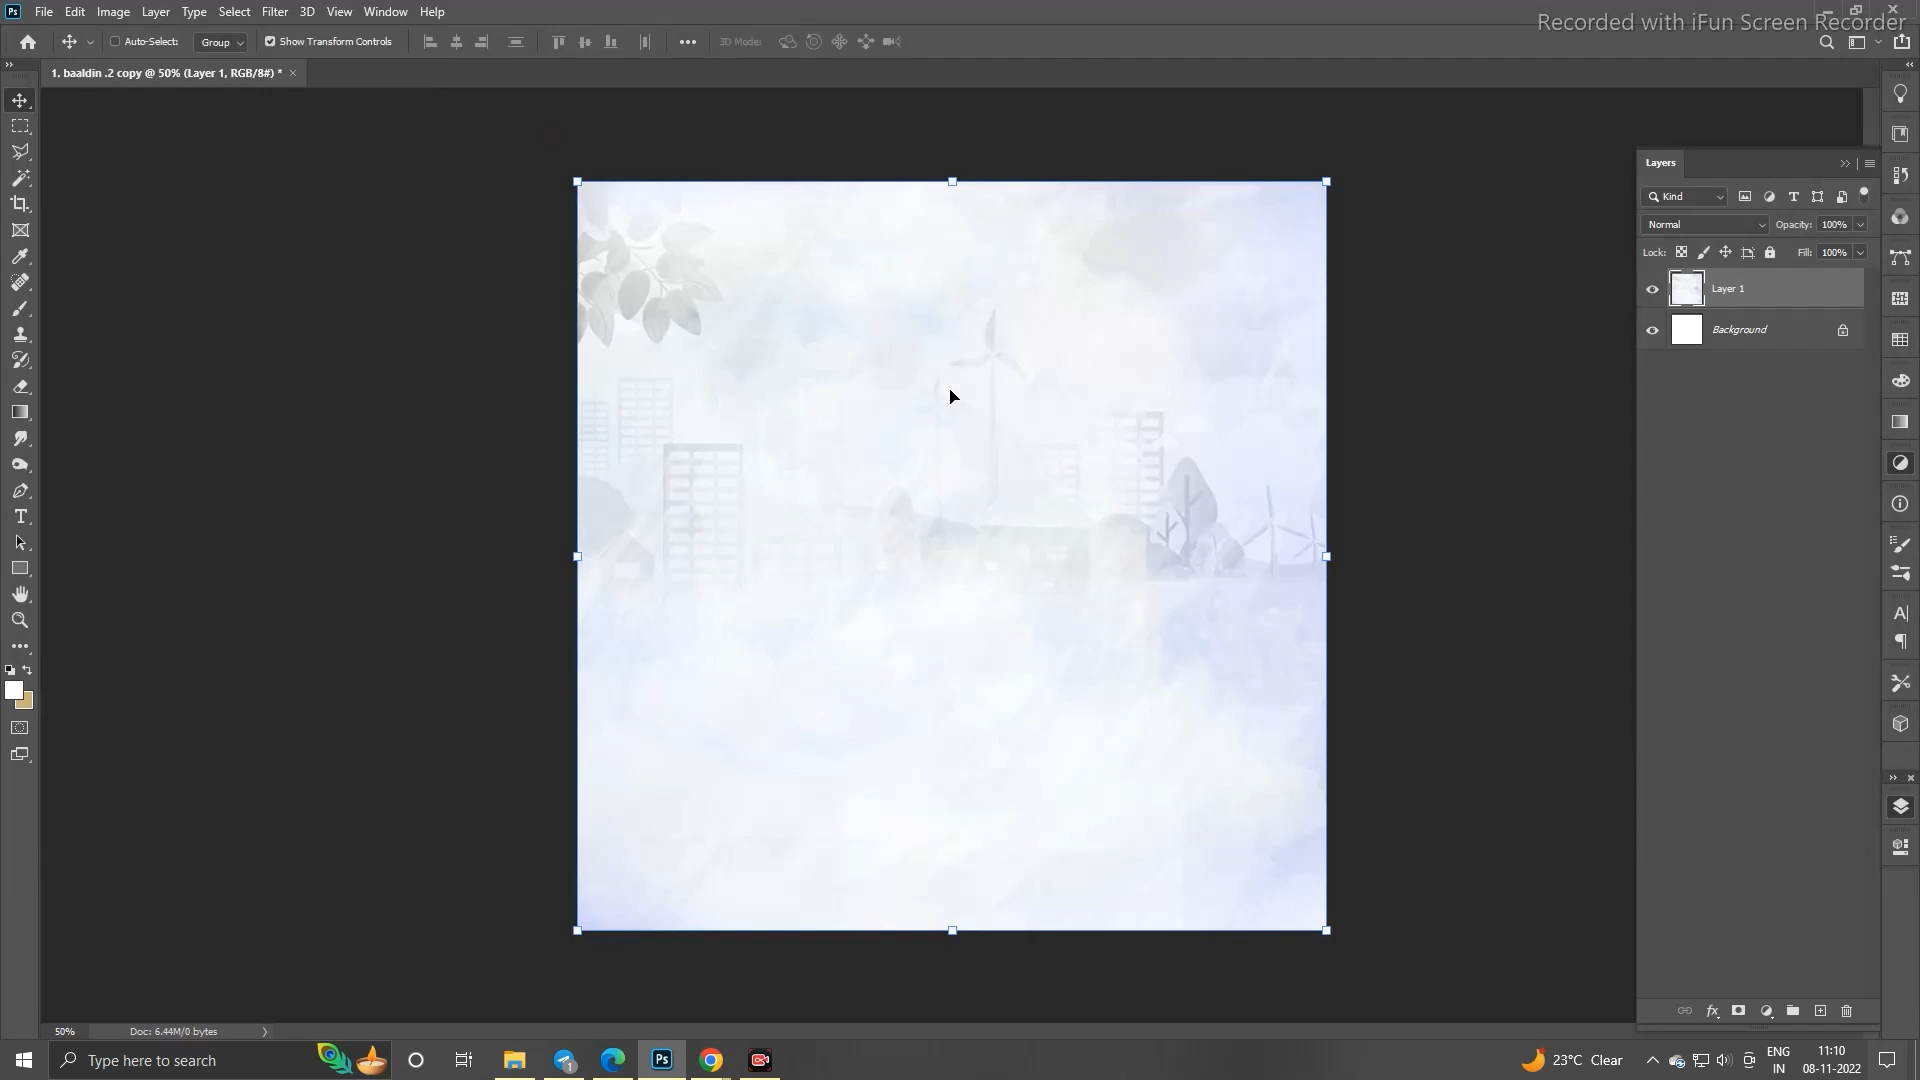 Ps File Edit Image Layer Type Select Filter 3D View Window Help
Recorded with iFun Screen Recorder
Auto-Select: Group Show Transform Controls 3D Mode:
1. baaldin .2 copy @ 50% (Layer 1, RGB/8#) *
Layers
Kind
Normal Opacity: 100%
Lock: Fill: 100%
Layer 1
Background
50% Doc: 6.44M/0 bytes
Type here to search
Ps
1
23°C Clear
ENG
IN
11:10
08-11-2022